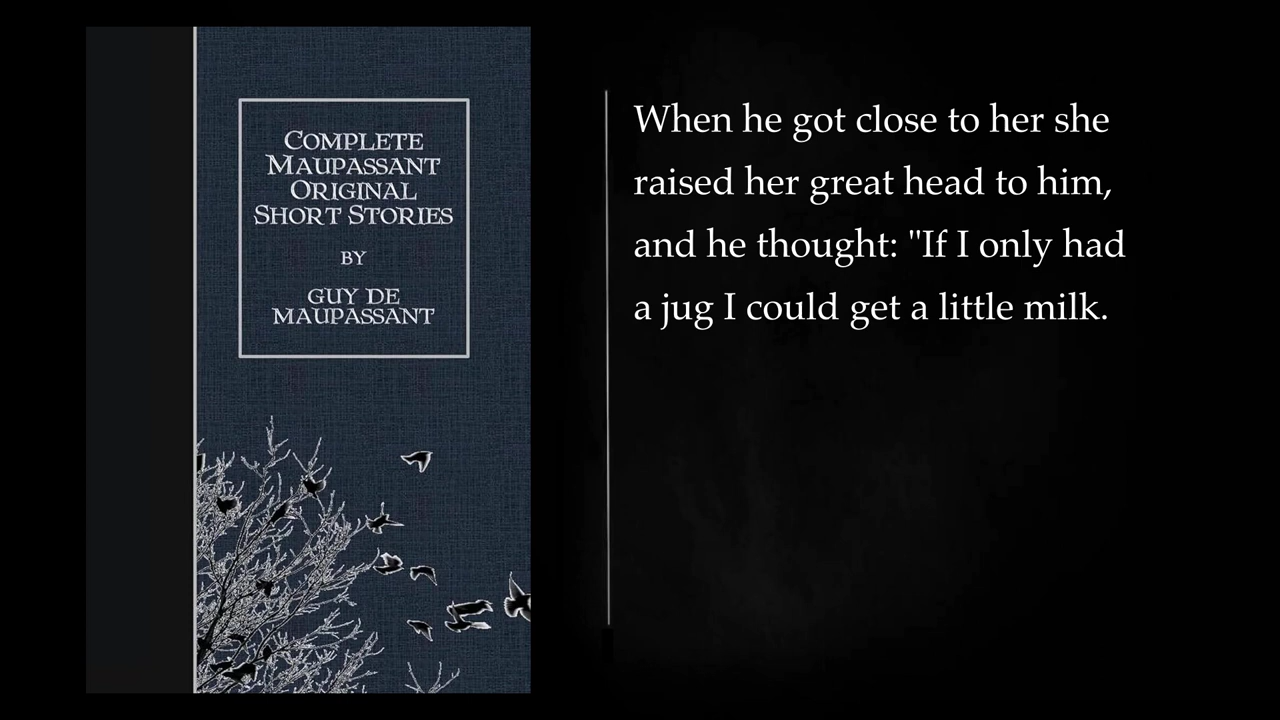 COMPLETE
MAUPASSANT
ORIGINAL
SHORT STORIES
BY
GUY DE
MAUPASSANT
When he got close to her she
raised her great head to him,
and he thought: "If I only had
a jug I could get a little milk.